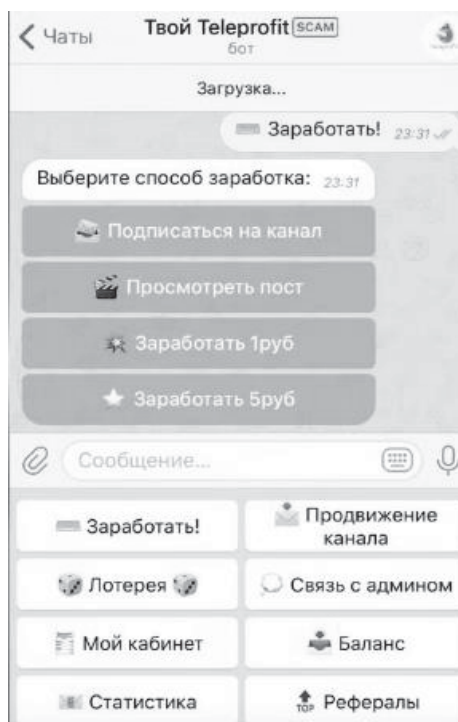 Чаты
Твой Teleprofit SCAM
бот
Загрузка...
Заработать! 23:31
Выберите способ заработка: 23:31
Подписаться на канал
Просмотреть пост
Заработать 1руб
Заработать 5руб
Сообщение...
Заработать!
Продвижение
канала
Лотерея
Связь с админом
Мой кабинет
Баланс
Статистика
TOP Рефералы